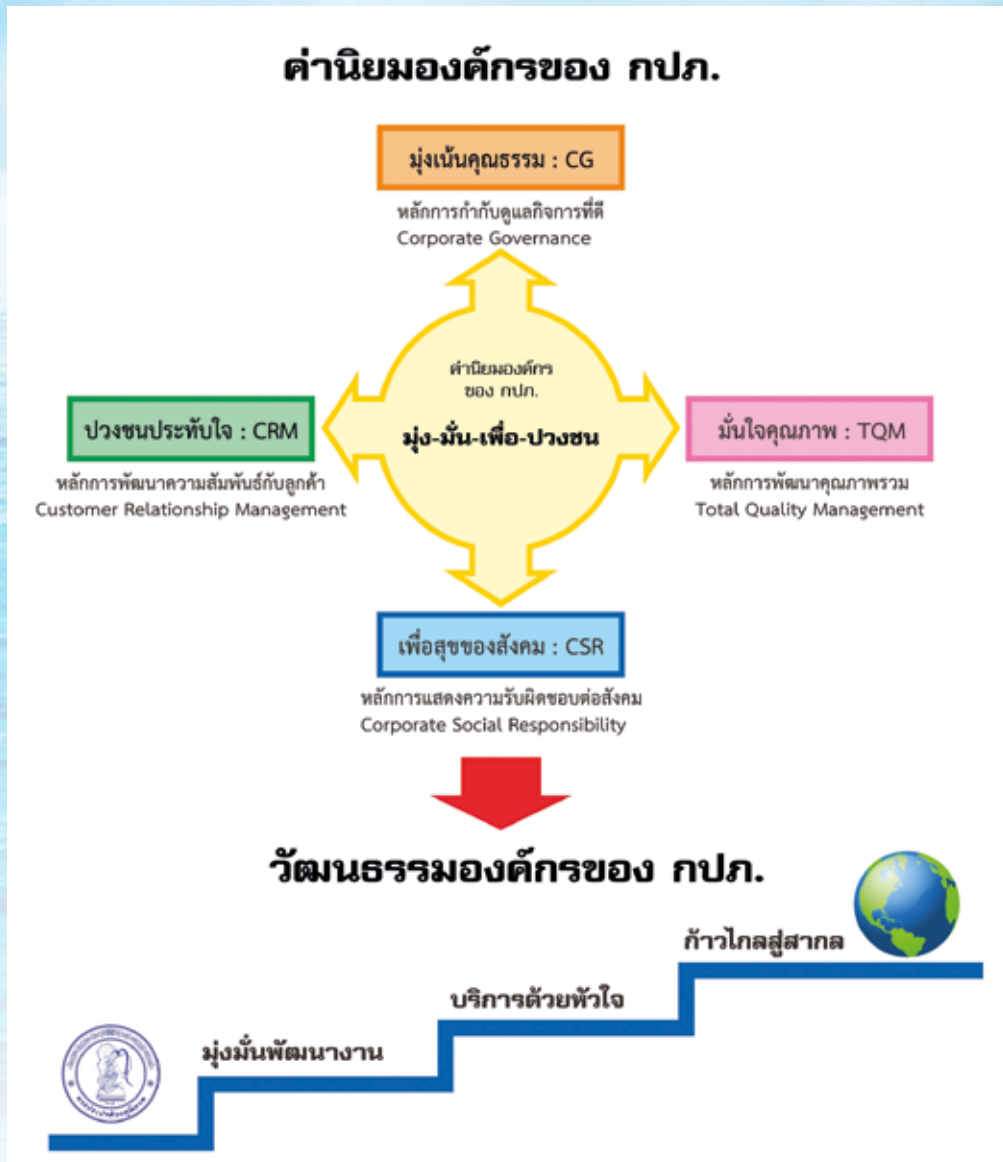 ค่านิยมองค์กรของ กปภ.
มุ่งเน้นคุณธรรม : CG
หลักการกำกับดูแลกิจการที่ดี
Corporate Governance
ค่านิยมองค์กร
ของ กปภ.
มุ่ง-มั่น-เพื่อ-ปวงชน
ปวงชนประทับใจ : CRM
หลักการพัฒนาความสัมพันธ์กับลูกค้า
Customer Relationship Management
มั่นใจคุณภาพ : TQM
หลักการพัฒนาคุณภาพรวม
Total Quality Management
เพื่อสุขของสังคม : CSR
หลักการแสดงความรับผิดชอบต่อสังคม
Corporate Social Responsibility
วัฒนธรรมองค์กรของ กปภ.
ก้าวไกลสู่สากล
บริการด้วยหัวใจ
มุ่งมั่นพัฒนางาน